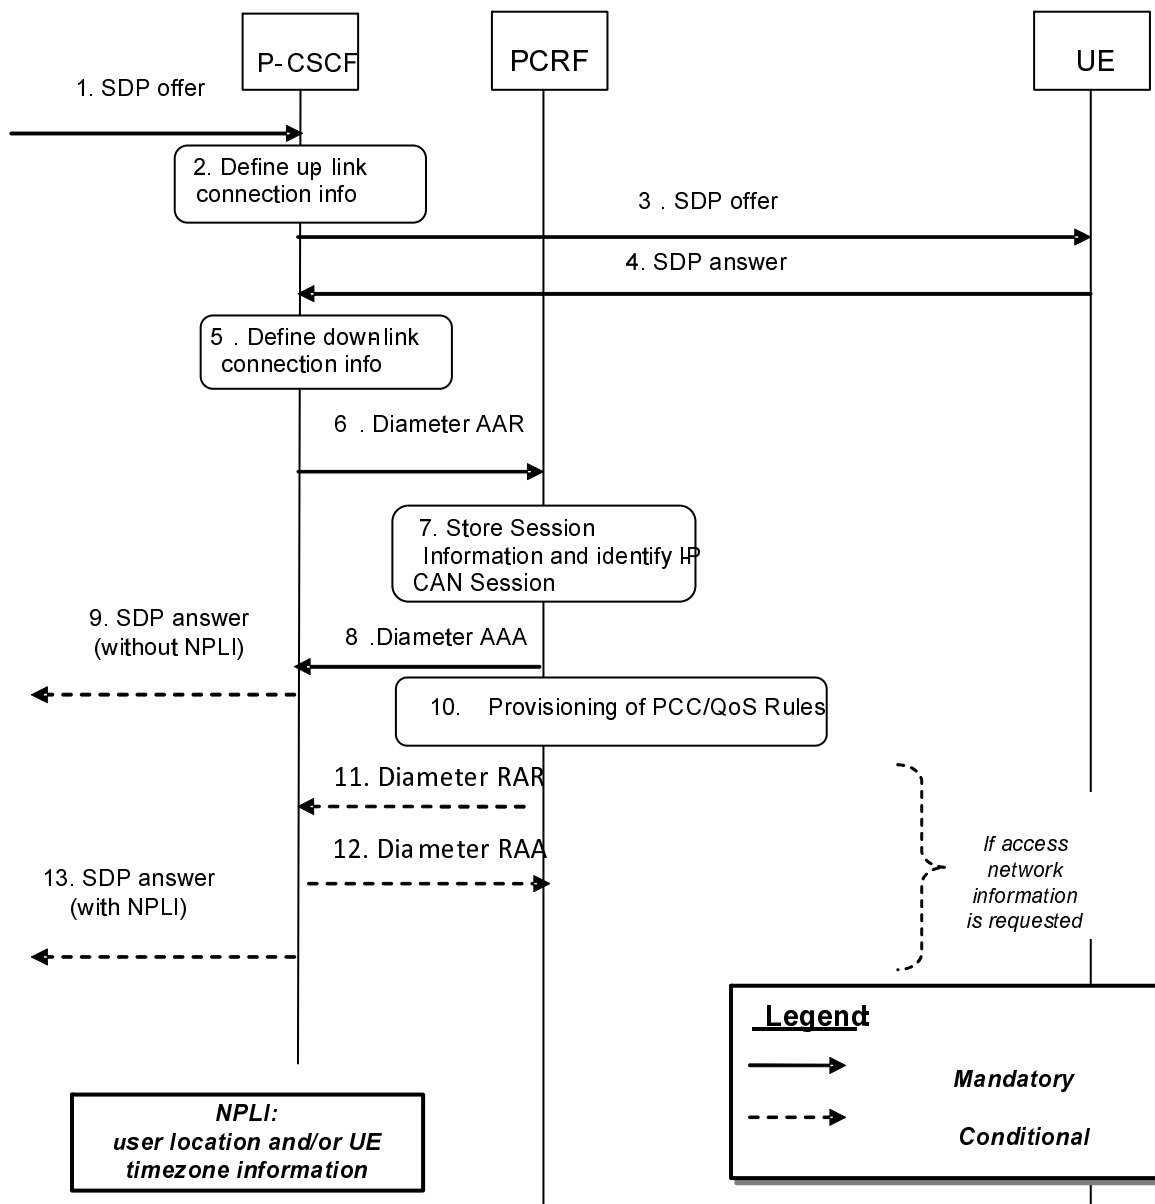 P-CSCF
PCRF
UE
1. SDP offer
2. Define up-link
connection info
3 . SDP offer
4. SDP answer
5 . Define down-link
connection info
6 . Diameter AAR
7. Store Session
Information and identify IP-
CAN Session
9. SDP answer
(without NPLI)
8 .Diameter AAA
10. Provisioning of PCC/QoS Rules
11. Diameter RAR
12. Diameter RAA
13. SDP answer
(with NPLI)
If access
network
information
is requested
Legend:
Mandatory
Conditional
NPLI:
user location and/or UE
timezone information